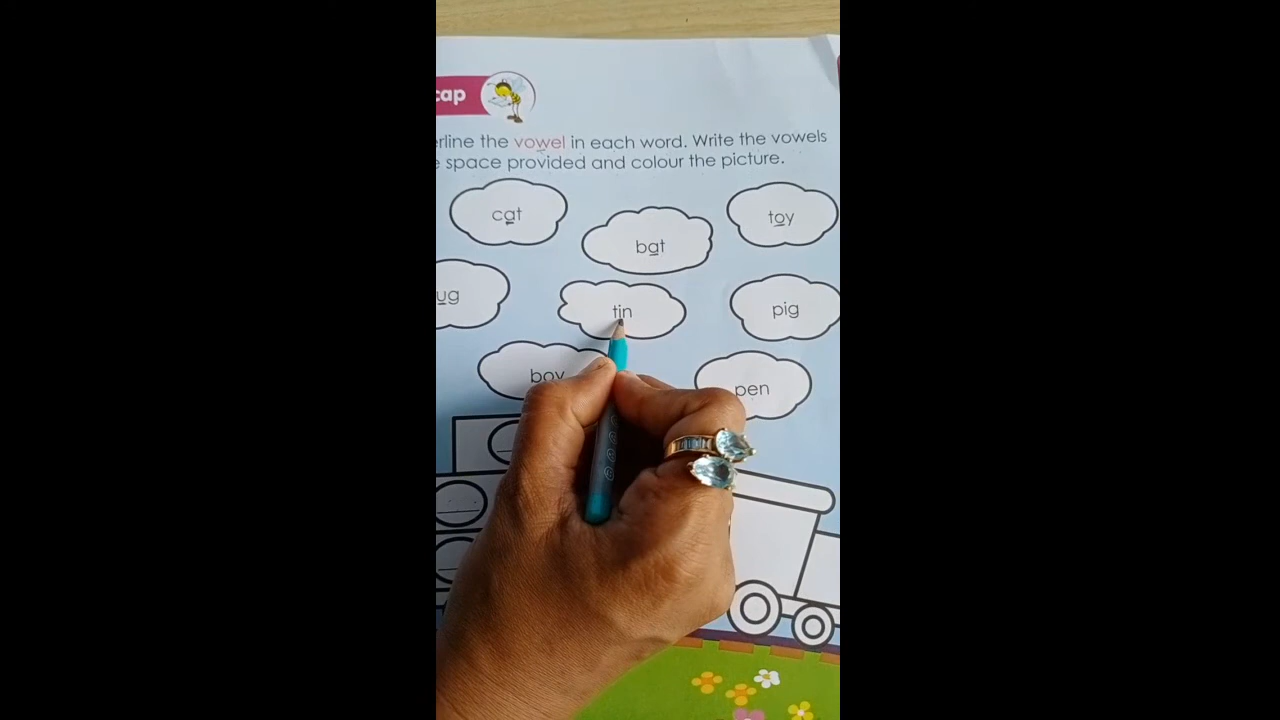 cap
erline the vowel in each word. Write the vowels
e space provided and colour the picture.
cat
bat
toy
ug
tin
pig
boy
pen